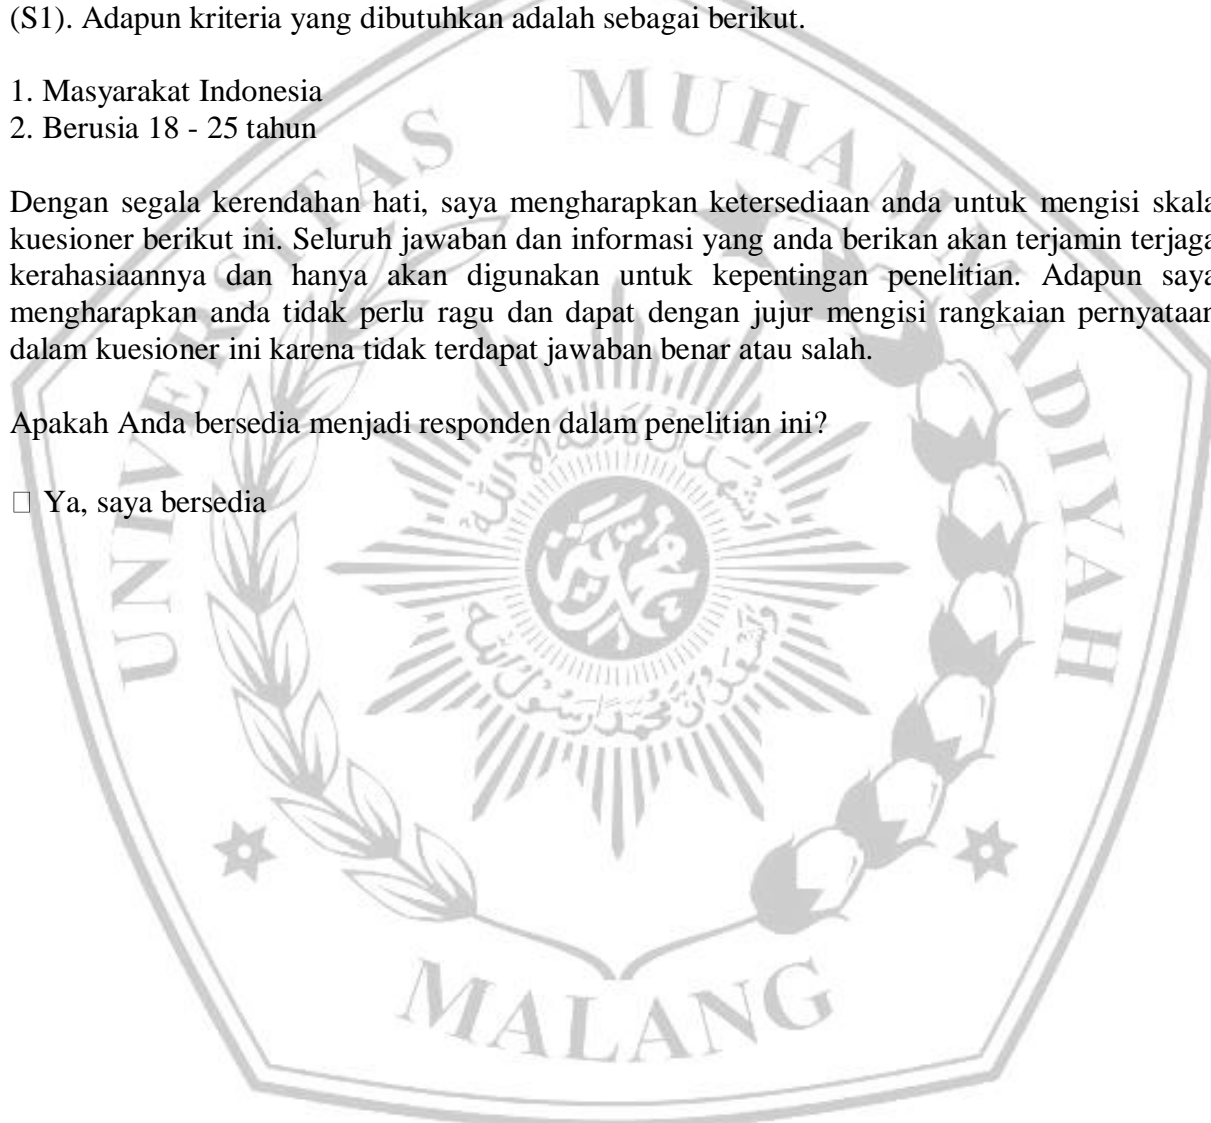 (S1). Adapun kriteria yang dibutuhkan adalah sebagai berikut.
1. Masyarakat Indonesia
2. Berusia 18 - 25 tahun
Dengan segala kerendahan hati, saya mengharapkan ketersediaan anda untuk mengisi skala
kuesioner berikut ini. Seluruh jawaban dan informasi yang anda berikan akan terjamin terjaga
kerahasiaannya dan hanya akan digunakan untuk kepentingan penelitian. Adapun saya
mengharapkan anda tidak perlu ragu dan dapat dengan jujur mengisi rangkaian pernyataan
dalam kuesioner ini karena tidak terdapat jawaban benar atau salah.
Apakah Anda bersedia menjadi responden dalam penelitian ini?
□ Ya, saya bersedia
UNIVERSITAS MUHAMMADIYAH
MALANG